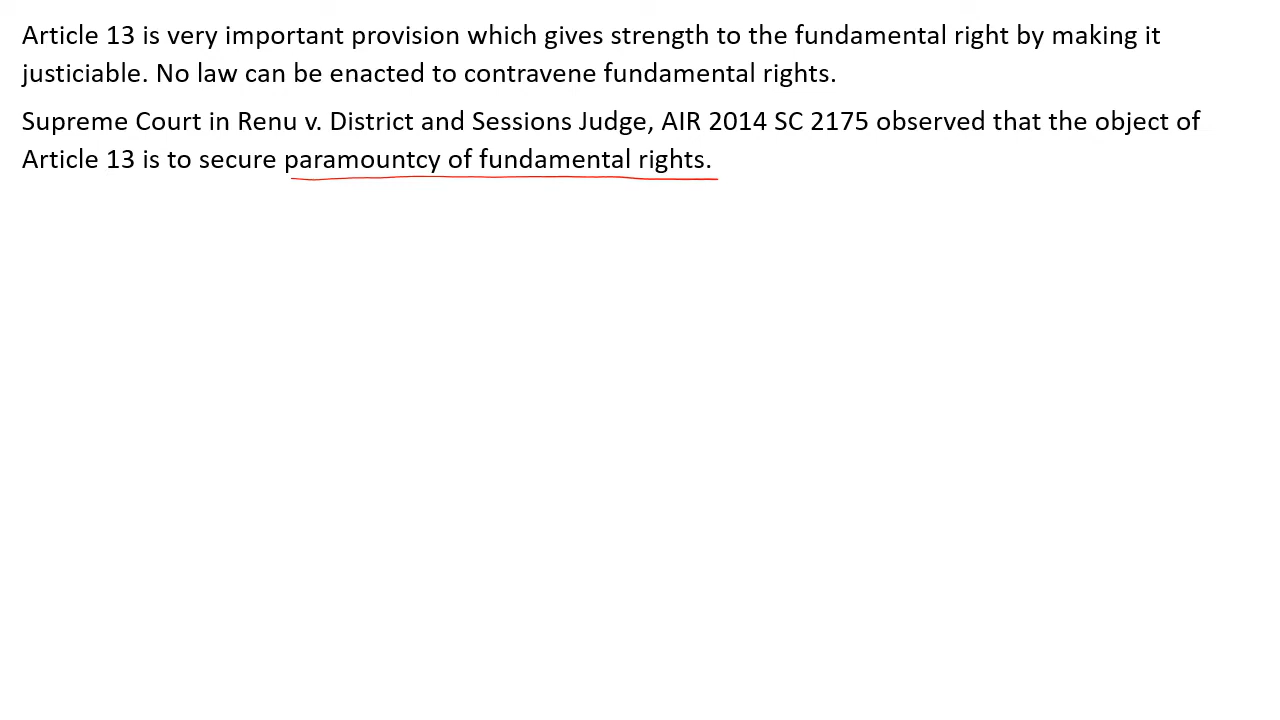 Article 13 is very important provision which gives strength to the fundamental right by making it
justiciable. No law can be enacted to contravene fundamental rights.
Supreme Court in Renu v. District and Sessions Judge, AIR 2014 SC 2175 observed that the object of
Article 13 is to secure paramountcy of fundamental rights.